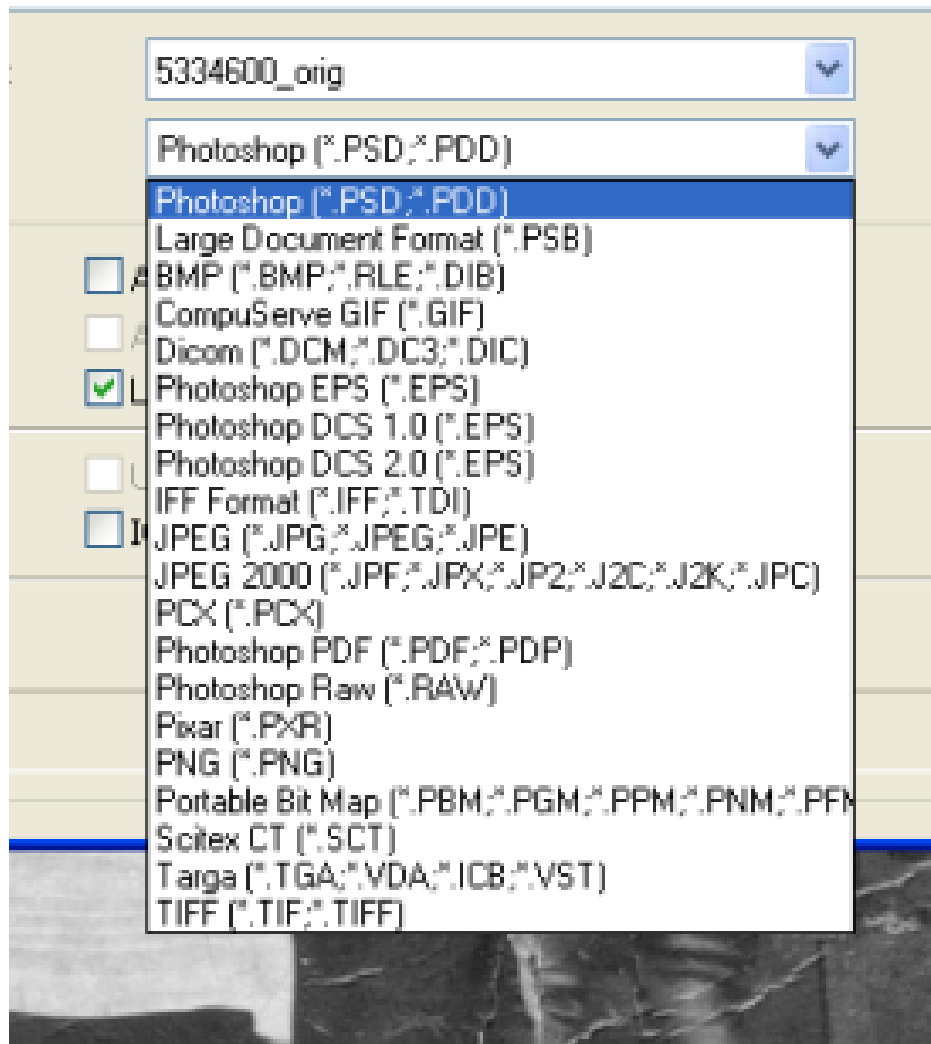 5334600_orig
Photoshop (*.PSD;*.PDD)
Photoshop (*.PSD;*.PDD)
Large Document Format (*.PSB)
BMP (*.BMP;*.RLE;*.DIB)
CompuServe GIF (*.GIF)
Dicom (*.DCM;*.DC3;*.DIC)
Photoshop EPS (*.EPS)
Photoshop DCS 1.0 (*.EPS)
Photoshop DCS 2.0 (*.EPS)
IFF Format (*.IFF;*.TDI)
JPEG (*.JPG;*.JPEG;*.JPE)
JPEG 2000 (*.JPF;*.JPX;*.JP2;*.J2C;*.J2K;*.JPC)
PCX (*.PCX)
Photoshop PDF (*.PDF;*.PDP)
Photoshop Raw (*.RAW)
Pixar (*.PXR)
PNG (*.PNG)
Portable Bit Map (*.PBM;*.PGM;*.PPM;*.PNM;*.PFM
Scitex CT (*.SCT)
Targa (*.TGA;*.VDA;*.ICB;*.VST)
TIFF (*.TIF;*.TIFF)